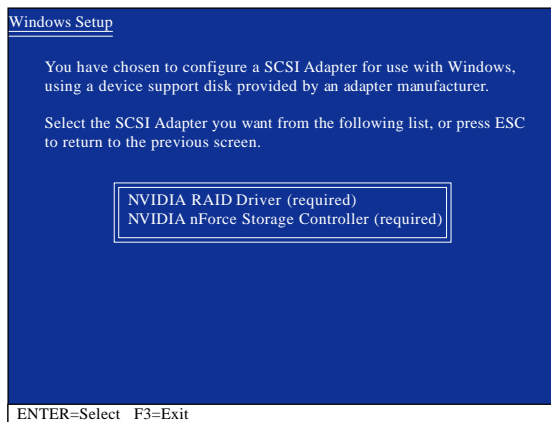 Windows Setup
You have chosen to configure a SCSI Adapter for use with Windows,
using a device support disk provided by an adapter manufacturer.
Select the SCSI Adapter you want from the following list, or press ESC
to return to the previous screen.
NVIDIA RAID Driver (required)
NVIDIA nForce Storage Controller (required)
ENTER=Select F3=Exit